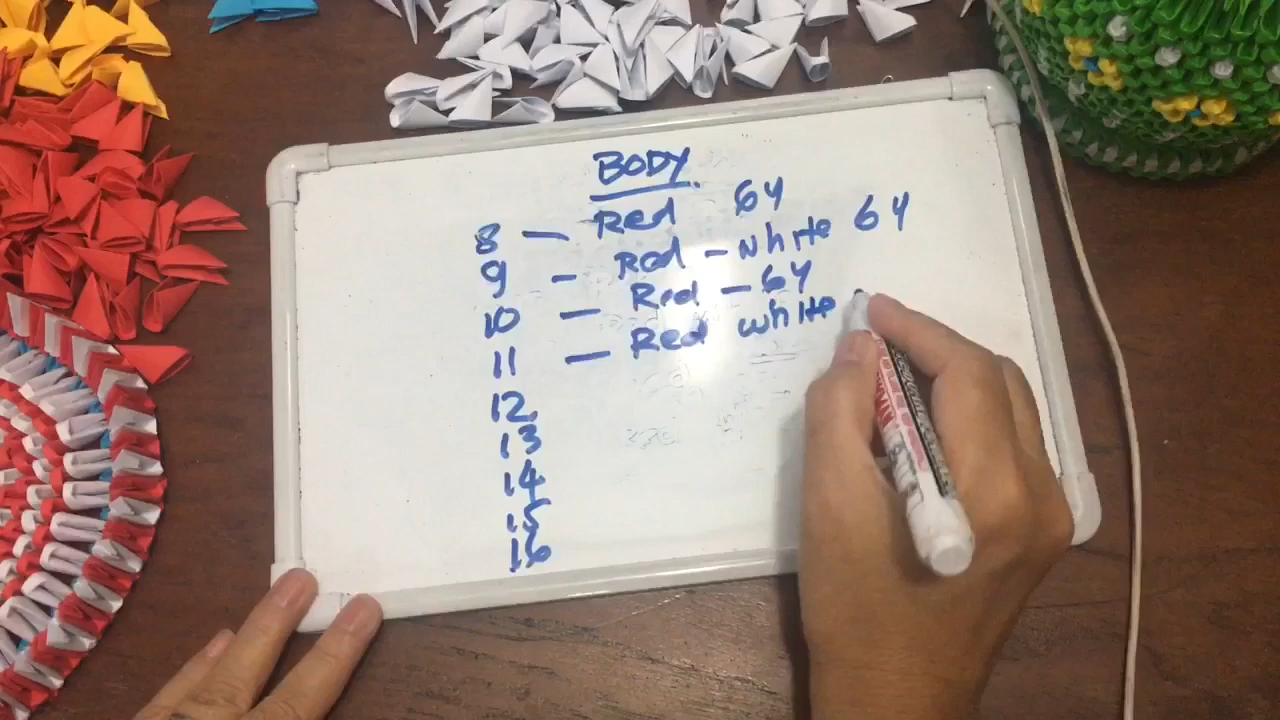 BODY
8 — Red 64
9 - Red - White 64
10 — Red - 64
11 — Red white
12.
13
14
15
16